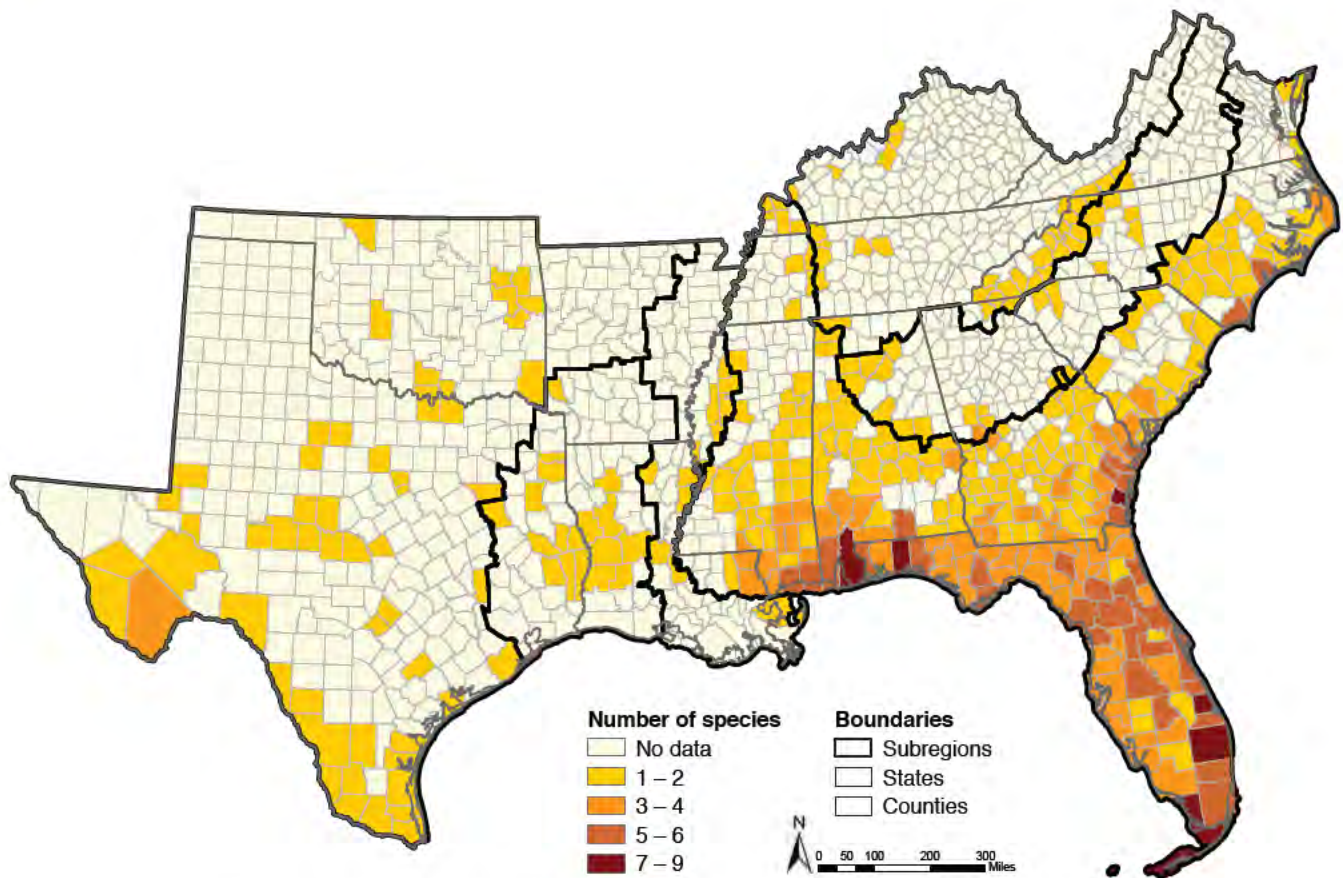 Number of species
No data
1 – 2
3 – 4
5 – 6
7 – 9
Boundaries
Subregions
States
Counties
N
0 50 100 200 300
Miles